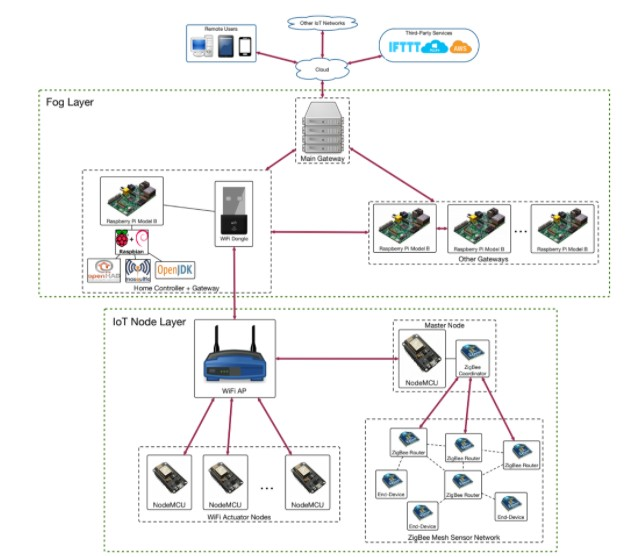 Other IoT Networks
Remote Users
Third-Party Services
IFTTT
AWS
Cloud
Fog Layer
Main Gateway
Raspberry Pi Model B
WiFi Dongle
+
Raspbian
openHAB
mosquitto
OpenJDK
Home Controller + Gateway
Raspberry Pi Model B
Raspberry Pi Model B
...
Raspberry Pi Model B
Other Gateways
IoT Node Layer
Master Node
WiFi AP
NodeMCU
ZigBee
Coordinator
ZigBee Router
ZigBee Router
ZigBee Router
NodeMCU
NodeMCU
...
NodeMCU
End-Device
ZigBee Router
End-Device
End-Device
WiFi Actuator Nodes
ZigBee Mesh Sensor Network